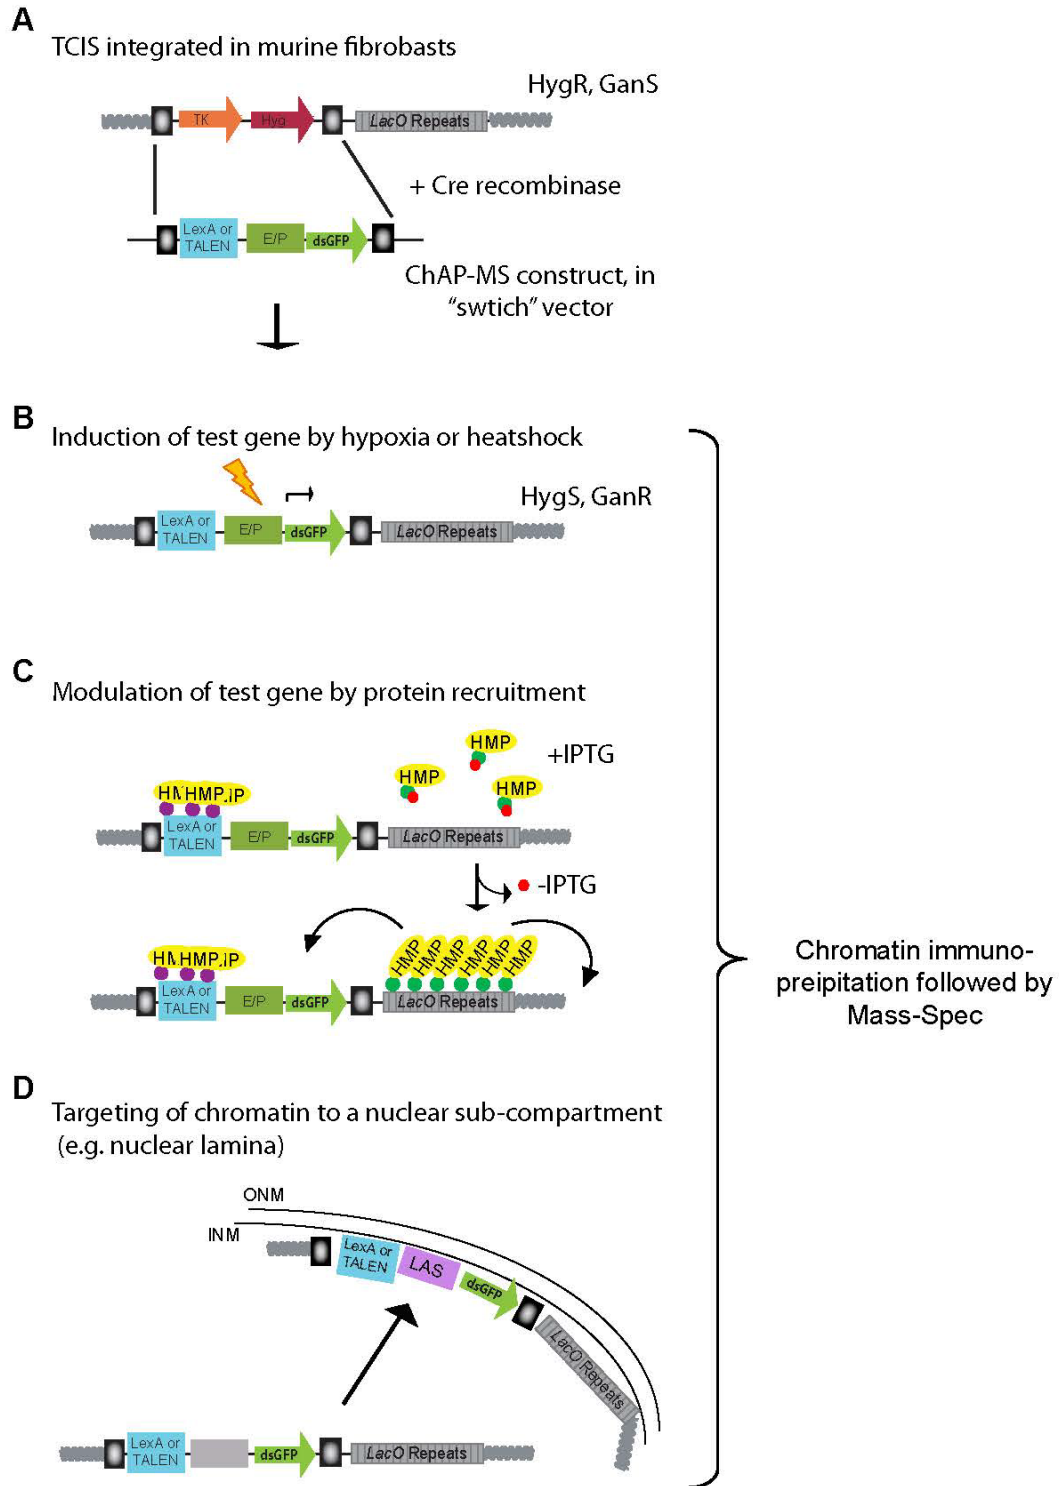 A
TCIS integrated in murine fibrobasts
HygR, GanS
TK
Hyg
LacO Repeats
+ Cre recombinase
LexA or
TALEN
E/P
dsGFP
ChAP-MS construct, in
“swtich” vector
B
Induction of test gene by hypoxia or heatshock
HygS, GanR
LexA or
TALEN
E/P
dsGFP
LacO Repeats
C
Modulation of test gene by protein recruitment
HMP
+IPTG
HMP
HMP
HMP
LexA or
TALEN
E/P
dsGFP
LacO Repeats
-IPTG
HMP
HMP
HMP
HMP
HMP
HMP
HMP
LexA or
TALEN
E/P
dsGFP
LacO Repeats
Chromatin immuno-
preipitation followed by
Mass-Spec
D
Targeting of chromatin to a nuclear sub-compartment
(e.g. nuclear lamina)
ONM
INM
LexA or
TALEN
LAS
dsGFP
LacO Repeats
LexA or
TALEN
dsGFP
LacO Repeats